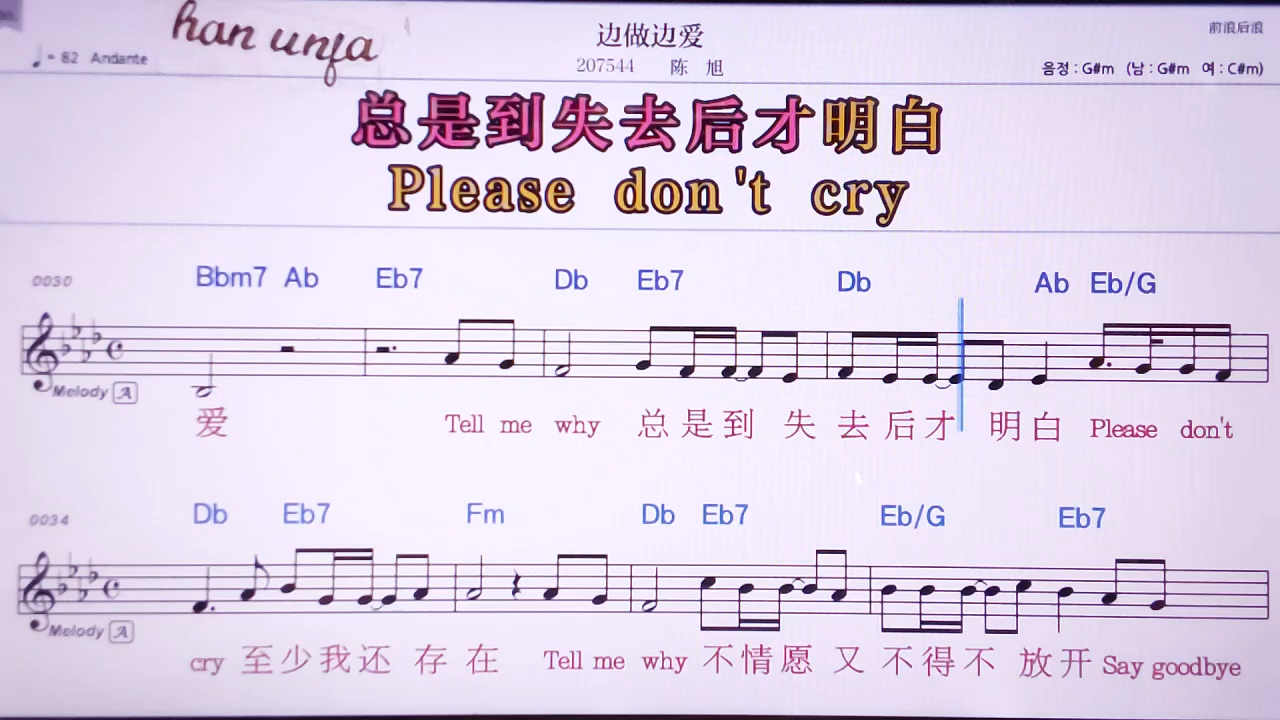 han unfa
边做边爱
前浪后浪
♩= 82 Andante
207544 陈 旭
음정 : G#m (남 : G#m 여 : C#m)
总是到失去后才明白
Please don't cry
0030
Bbm7 Ab Eb7 Db Eb7 Db Ab Eb/G
Melody A
爱 Tell me why 总是到 失 去后才 明白 Please don't
0034
Db Eb7 Fm Db Eb7 Eb/G Eb7
Melody A
cry 至少我还 存 在 Tell me why 不情愿 又 不得不 放开 Say goodbye